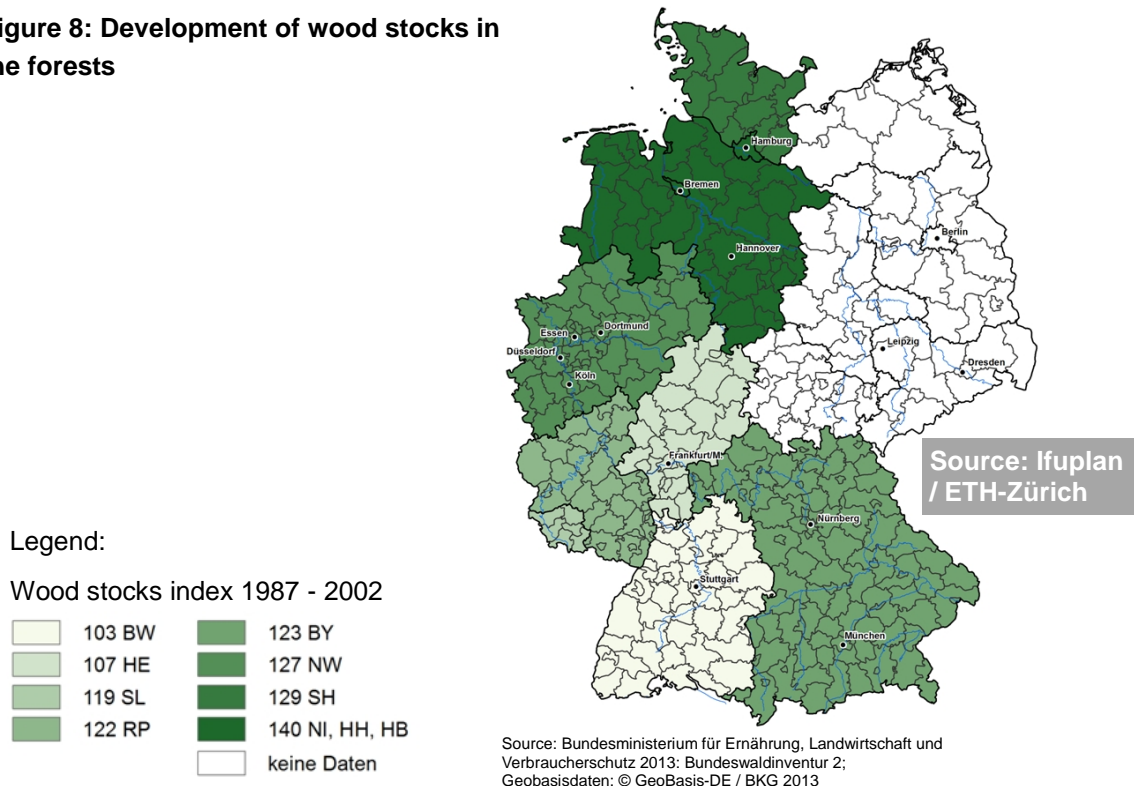 igure 8: Development of wood stocks in
he forests
Hamburg
Bremen
Berlin
Hannover
Essen
Dortmund
Düsseldorf
Köln
Leipzig
Dresden
Frankfurt/M.
Nürnberg
Stuttgart
München
Source: Ifuplan
/ ETH-Zürich
Legend:
Wood stocks index 1987 - 2002
103 BW
107 HE
119 SL
122 RP
123 BY
127 NW
129 SH
140 NI, HH, HB
keine Daten
Source: Bundesministerium für Ernährung, Landwirtschaft und
Verbraucherschutz 2013: Bundeswaldinventur 2;
Geobasisdaten: © GeoBasis-DE / BKG 2013